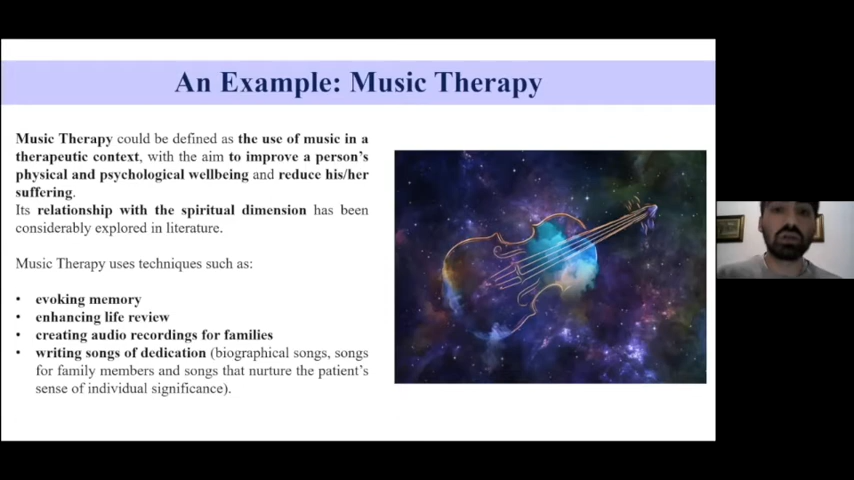 An Example: Music Therapy
Music Therapy could be defined as the use of music in a
therapeutic context, with the aim to improve a person's
physical and psychological wellbeing and reduce his/her
suffering.
Its relationship with the spiritual dimension has been
considerably explored in literature.
Music Therapy uses techniques such as:
• evoking memory
• enhancing life review
• creating audio recordings for families
• writing songs of dedication (biographical songs, songs
for family members and songs that nurture the patient's
sense of individual significance).